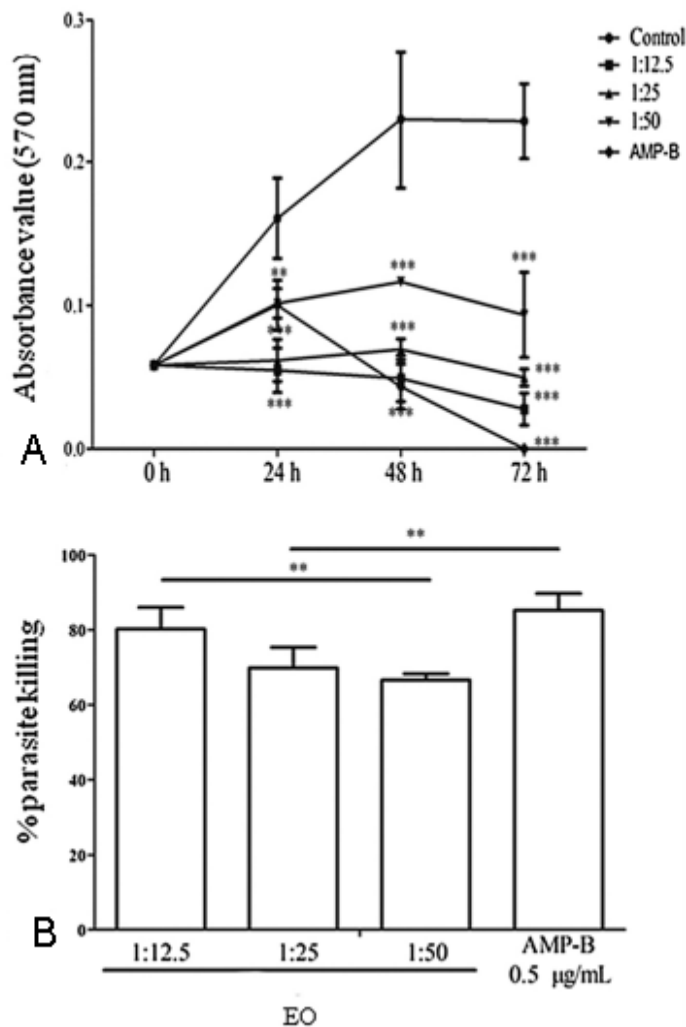 0.3
Control
1:12.5
1:25
1:50
AMP-B
Absorbance value (570 nm)
0.2
***
***
**
0.1
***
***
***
***
***
***
***
A
0.0
0 h
24 h
48 h
72 h
**
100
**
80
% parasite killing
60
40
20
B
0
1:12.5
1:25
1:50
AMP-B
0.5 µg/mL
EO